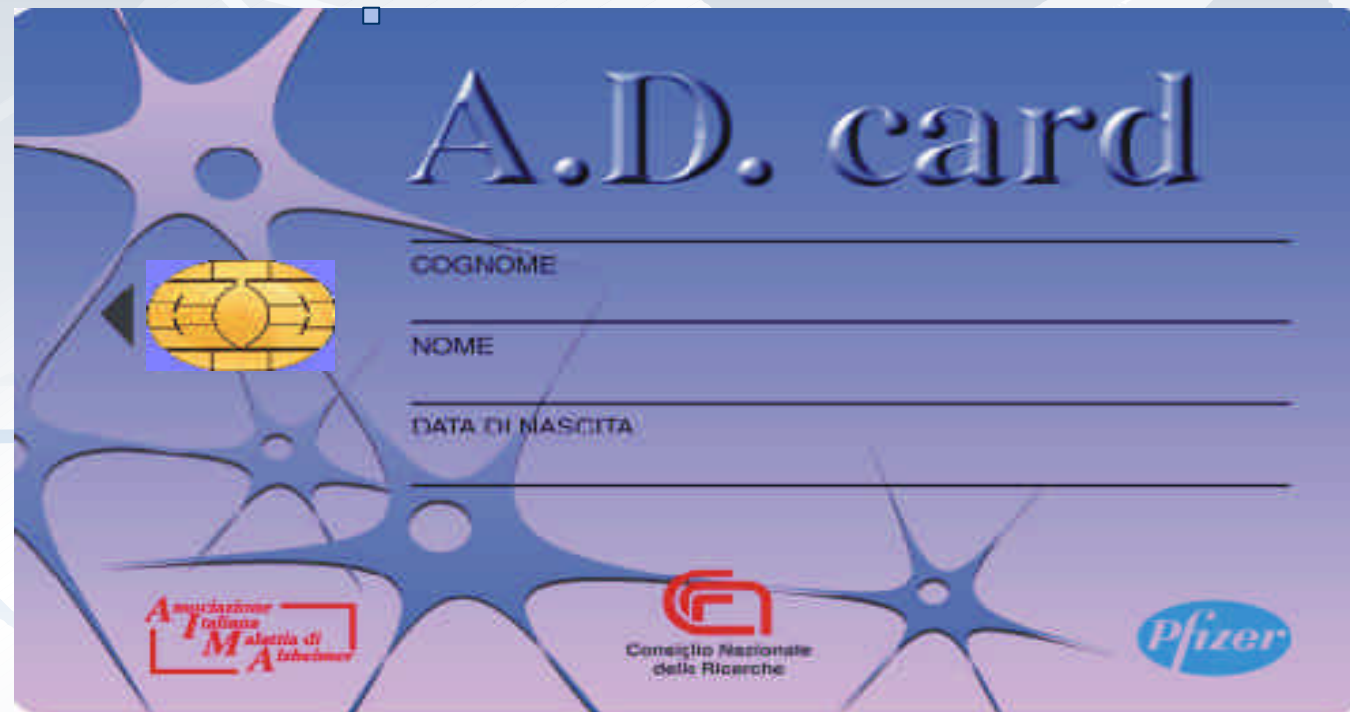 A.D. card
COGNOME
NOME
DATA DI NASCITA
Associazione
Italiana
Malattia di
Alzheimer
Consiglio Nazionale
delle Ricerche
Pfizer